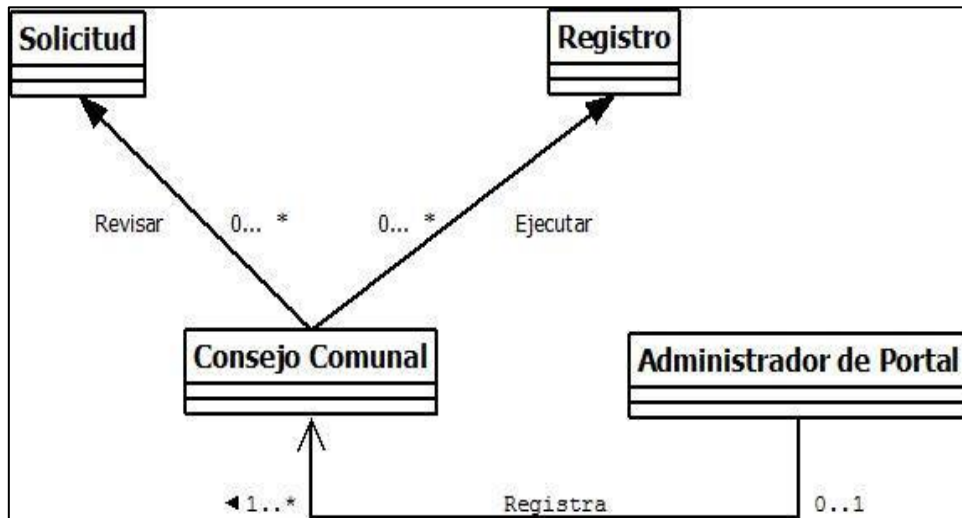 Solicitud
Registro
Revisar
0... *
0... *
Ejecutar
Consejo Comunal
Administrador de Portal
◄1..*
Registra
0..1